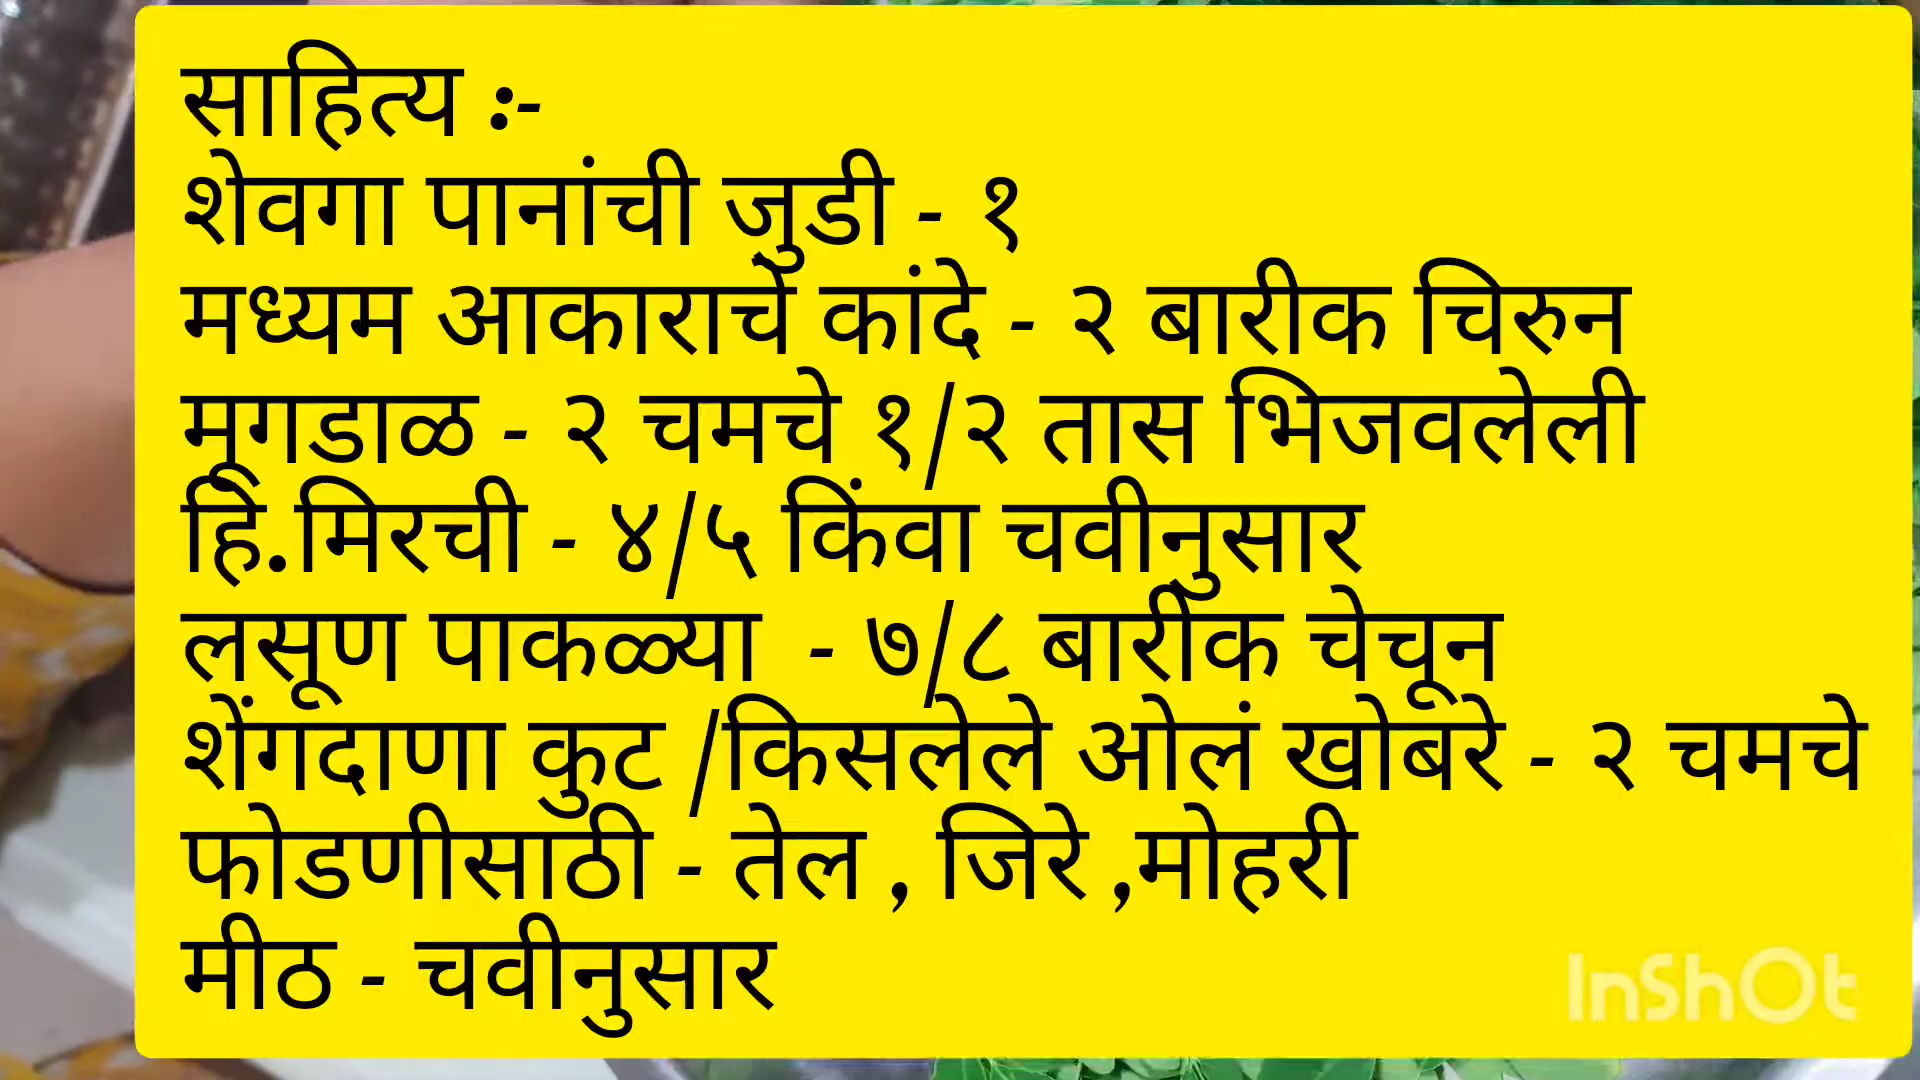 साहित्य :-
शेवगा पानांची जुडी - १
मध्यम आकाराचे कांदे - २ बारीक चिरुन
मूगडाळ - २ चमचे १/२ तास भिजवलेली
हि.मिरची - ४/५ किंवा चवीनुसार
लसूण पाकळ्या - ७/८ बारीक चेचून
शेंगदाणा कुट /किसलेले ओलं खोबरे - २ चमचे
फोडणीसाठी - तेल , जिरे ,मोहरी
मीठ - चवीनुसार
InShOt